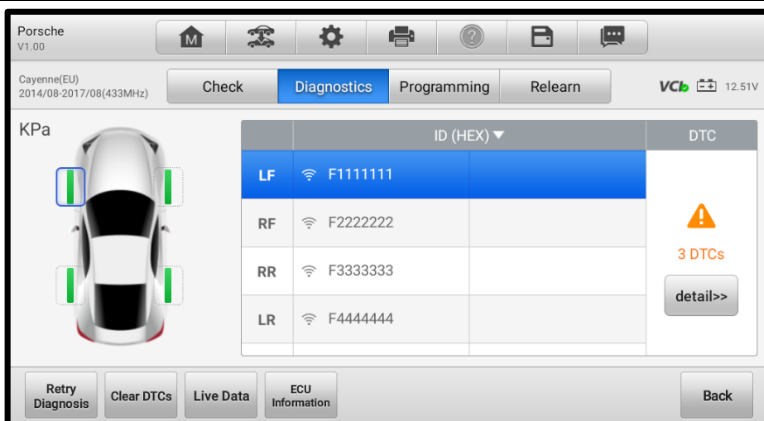 Porsche
V1.00
M
?
Cayenne(EU)
2014/08-2017/08(433MHz)
Check
Diagnostics
Programming
Relearn
VCI
12.51V
KPa
ID (HEX) ▼
DTC
LF F1111111
RF F2222222
RR F3333333
LR F4444444
3 DTCs
detail>>
Retry
Diagnosis
Clear DTCs
Live Data
ECU
Information
Back